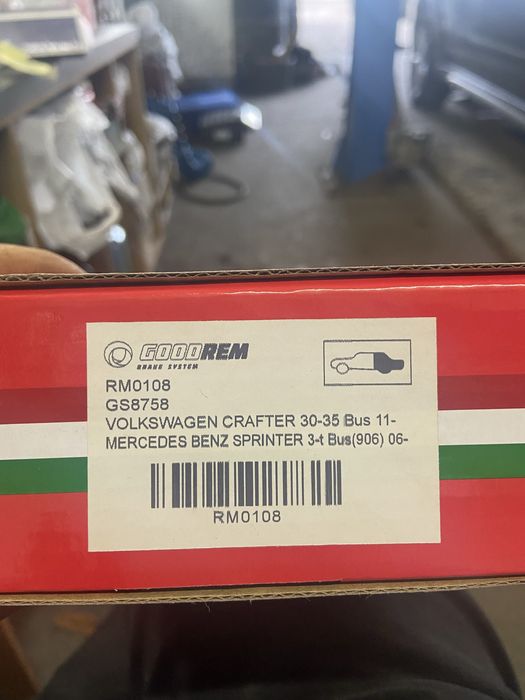 GOODREM
BRAKE SYSTEM
RM0108
GS8758
VOLKSWAGEN CRAFTER 30-35 Bus 11-
MERCEDES BENZ SPRINTER 3-t Bus(906) 06-
RM0108